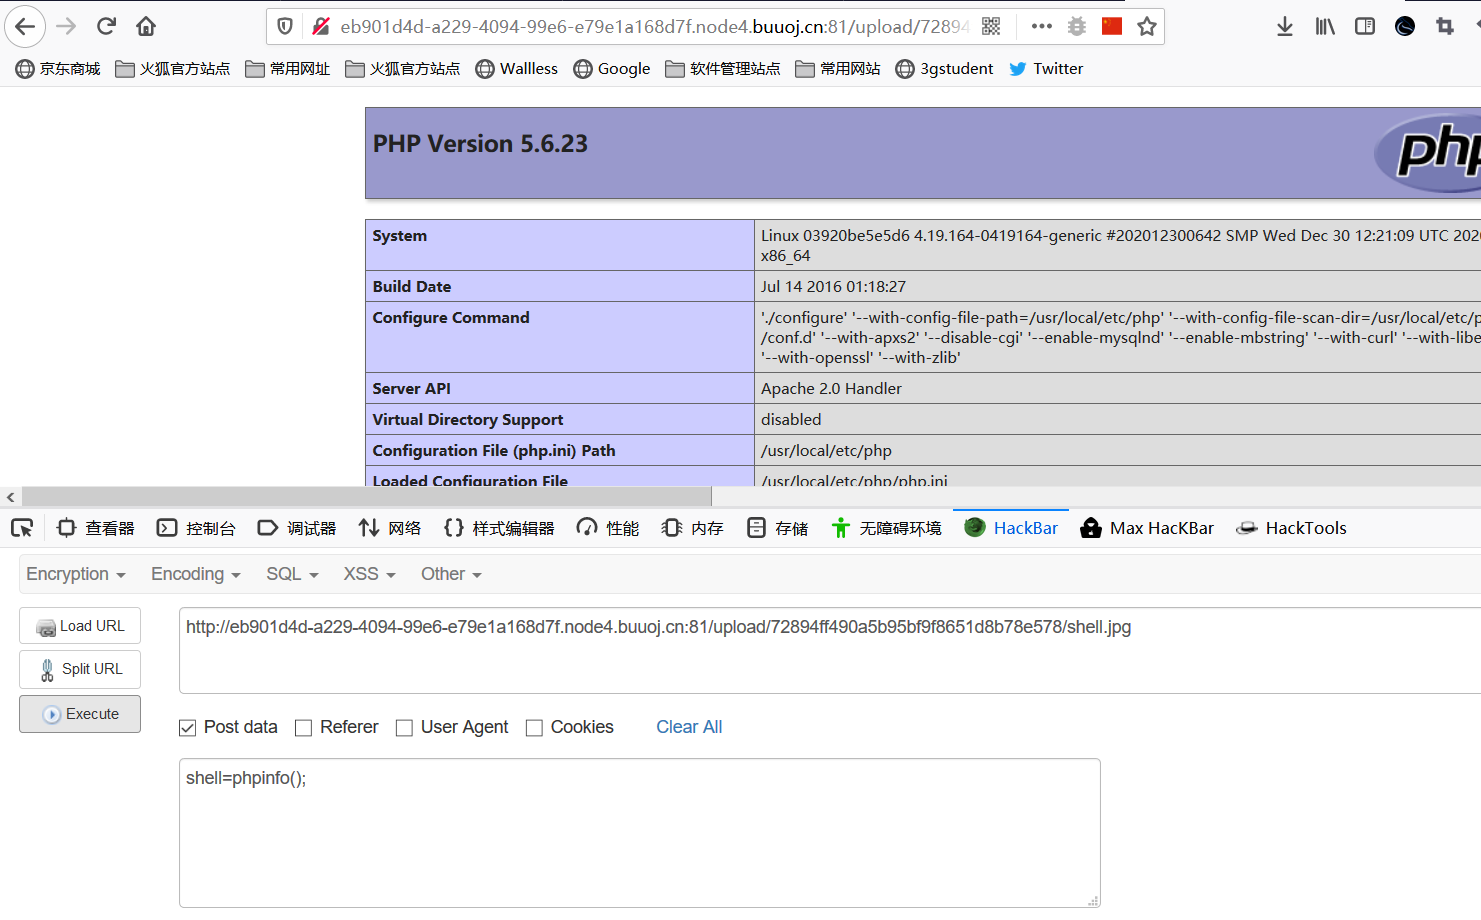 eb901d4d-a229-4094-99e6-e79e1a168d7f.node4.buuoj.cn:81/upload/72894
京东商城 火狐官方站点 常用网址 火狐官方站点 Wallless Google 软件管理站点 常用网站 3gstudent Twitter
PHP Version 5.6.23
php
System
Linux 03920be5e5d6 4.19.164-0419164-generic #202012300642 SMP Wed Dec 30 12:21:09 UTC 2020
x86_64
Build Date
Jul 14 2016 01:18:27
Configure Command
'./configure' '--with-config-file-path=/usr/local/etc/php' '--with-config-file-scan-dir=/usr/local/etc/p
/conf.d' '--with-apxs2' '--disable-cgi' '--enable-mysqlnd' '--enable-mbstring' '--with-curl' '--with-libe
'--with-openssl' '--with-zlib'
Server API
Apache 2.0 Handler
Virtual Directory Support
disabled
Configuration File (php.ini) Path
/usr/local/etc/php
Loaded Configuration File
/usr/local/etc/php/php.ini
查看器 控制台 调试器 网络 样式编辑器 性能 内存 存储 无障碍环境 HackBar Max HacKBar HackTools
Encryption Encoding SQL XSS Other
Load URL
Split URL
Execute
http://eb901d4d-a229-4094-99e6-e79e1a168d7f.node4.buuoj.cn:81/upload/72894ff490a5b95bf9f8651d8b78e578/shell.jpg
Post data Referer User Agent Cookies Clear All
shell=phpinfo();